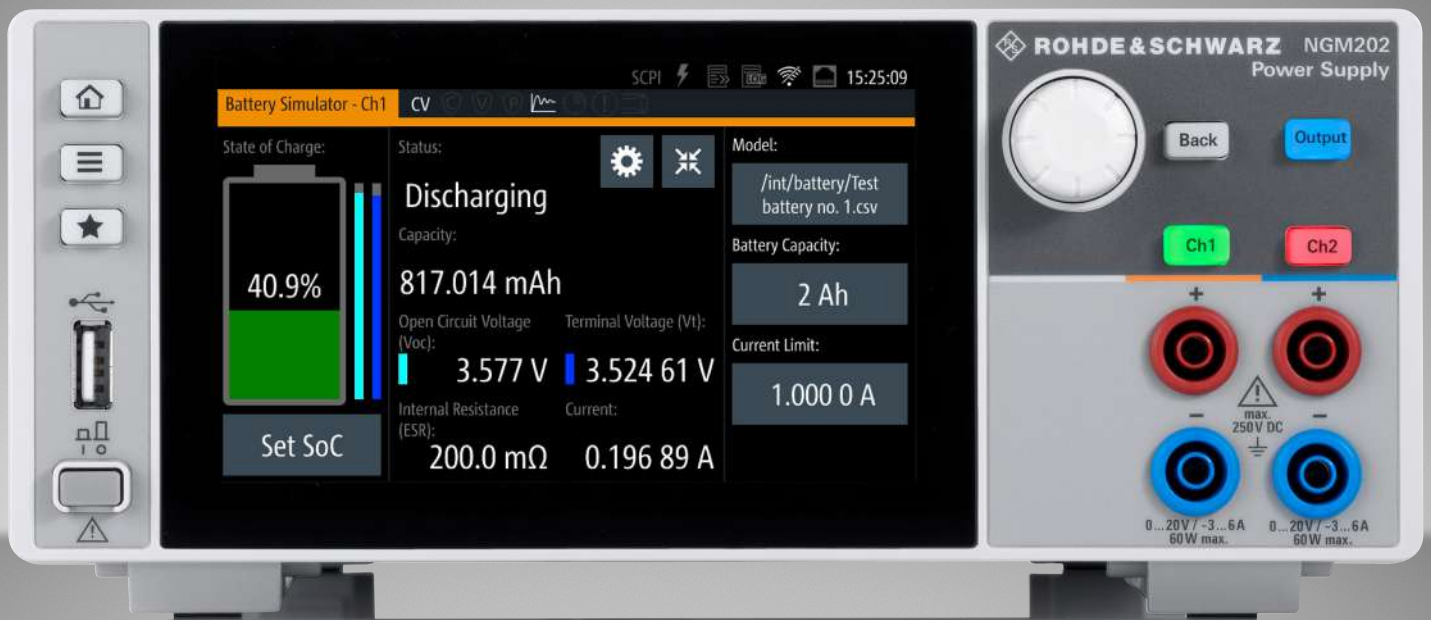 ROHDE&SCHWARZ NGM202
Power Supply
SCPI LOG 15:25:09
Battery Simulator - Ch1 CV C V P
State of Charge:
40.9%
Set SoC
Status:
Discharging
Capacity:
817.014 mAh
Open Circuit Voltage
(Voc):
3.577 V
Terminal Voltage (Vt):
3.524 61 V
Internal Resistance
(ESR):
200.0 mΩ
Current:
0.196 89 A
Model:
/int/battery/Test
battery no. 1.csv
Battery Capacity:
2 Ah
Current Limit:
1.000 0 A
Back
Output
Ch1
Ch2
+ +
- -
max.
250V DC
0...20V / -3...6A
60W max.
0...20V / -3...6A
60W max.